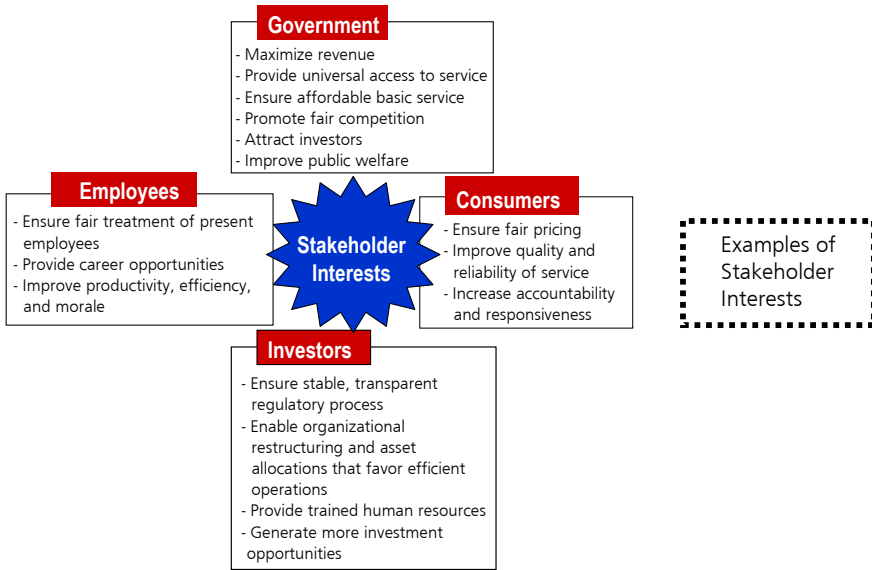 Government
- Maximize revenue
- Provide universal access to service
- Ensure affordable basic service
- Promote fair competition
- Attract investors
- Improve public welfare
Employees
- Ensure fair treatment of present
employees
- Provide career opportunities
- Improve productivity, efficiency,
and morale
Stakeholder
Interests
Consumers
- Ensure fair pricing
- Improve quality and
reliability of service
- Increase accountability
and responsiveness
Examples of
Stakeholder
Interests
Investors
- Ensure stable, transparent
regulatory process
- Enable organizational
restructuring and asset
allocations that favor efficient
operations
- Provide trained human resources
- Generate more investment
opportunities